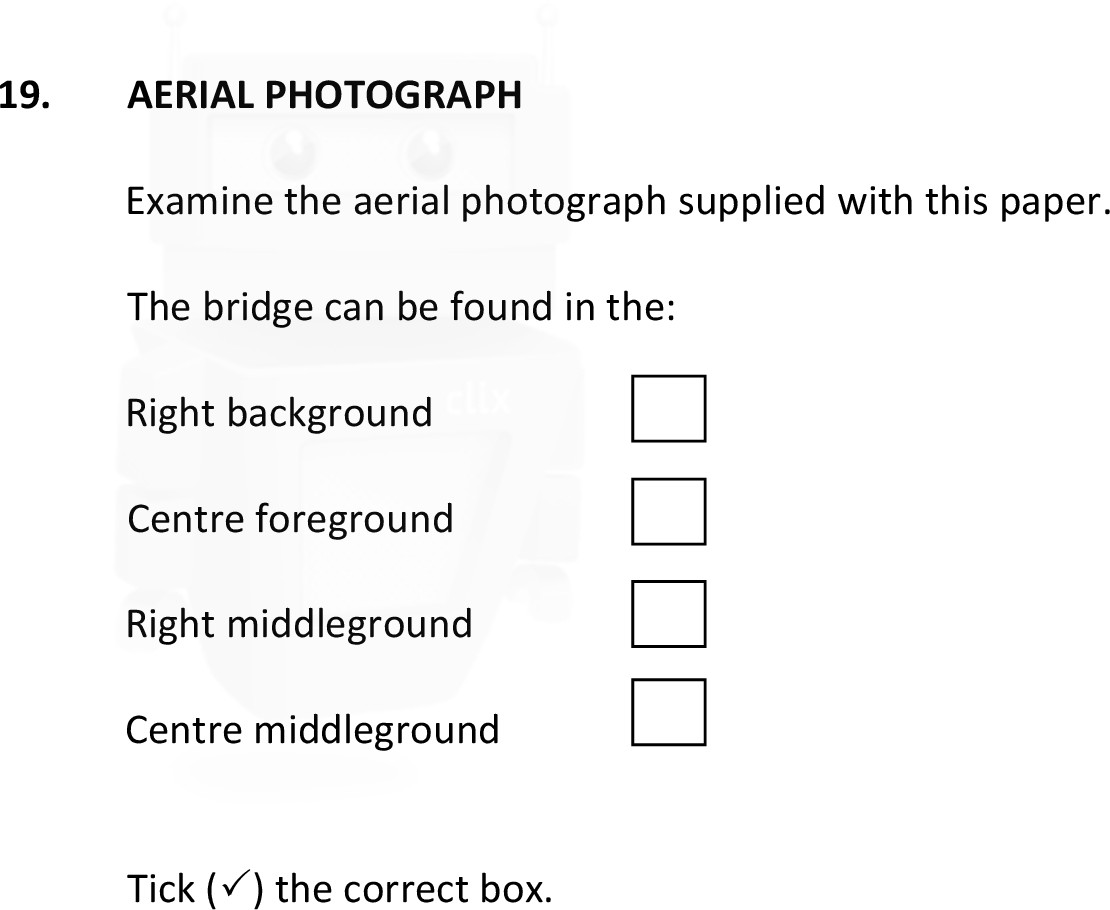 19. AERIAL PHOTOGRAPH
Examine the aerial photograph supplied with this paper.
The bridge can be found in the:
Right background
clix
Centre foreground
Right middleground
Centre middleground
Tick (✓) the correct box.